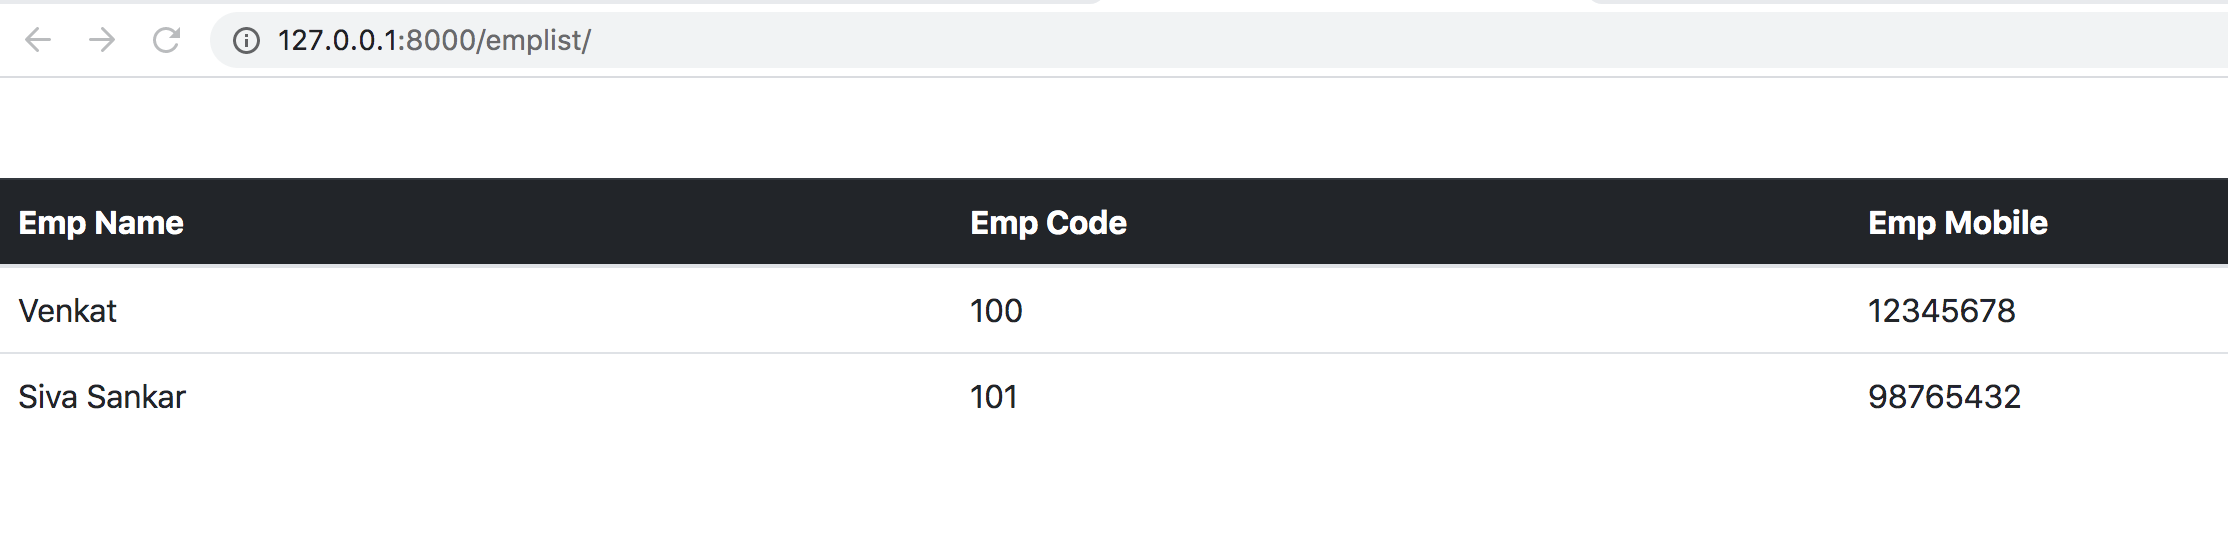 127.0.0.1:8000/emplist/
Emp Name Emp Code Emp Mobile
Venkat 100 12345678
Siva Sankar 101 98765432